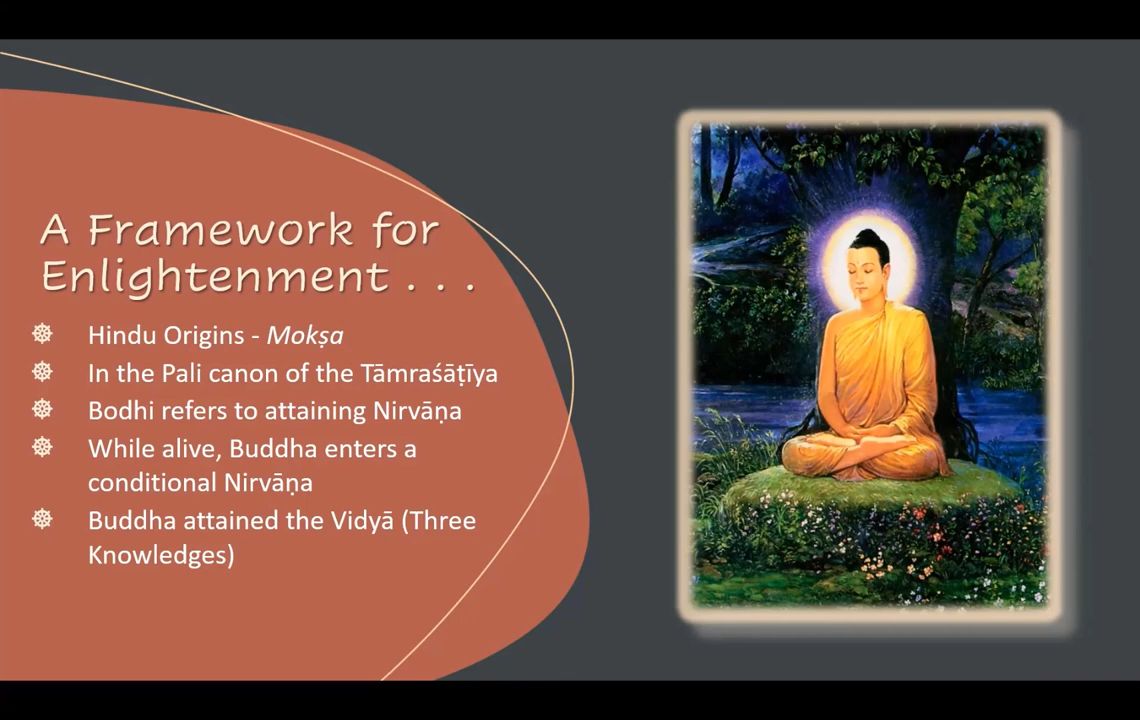 A Framework for
Enlightenment . . .
Hindu Origins - Mokṣa
In the Pali canon of the Tāmraśāṭīya
Bodhi refers to attaining Nirvāṇa
While alive, Buddha enters a
conditional Nirvāṇa
Buddha attained the Vidyā (Three
Knowledges)